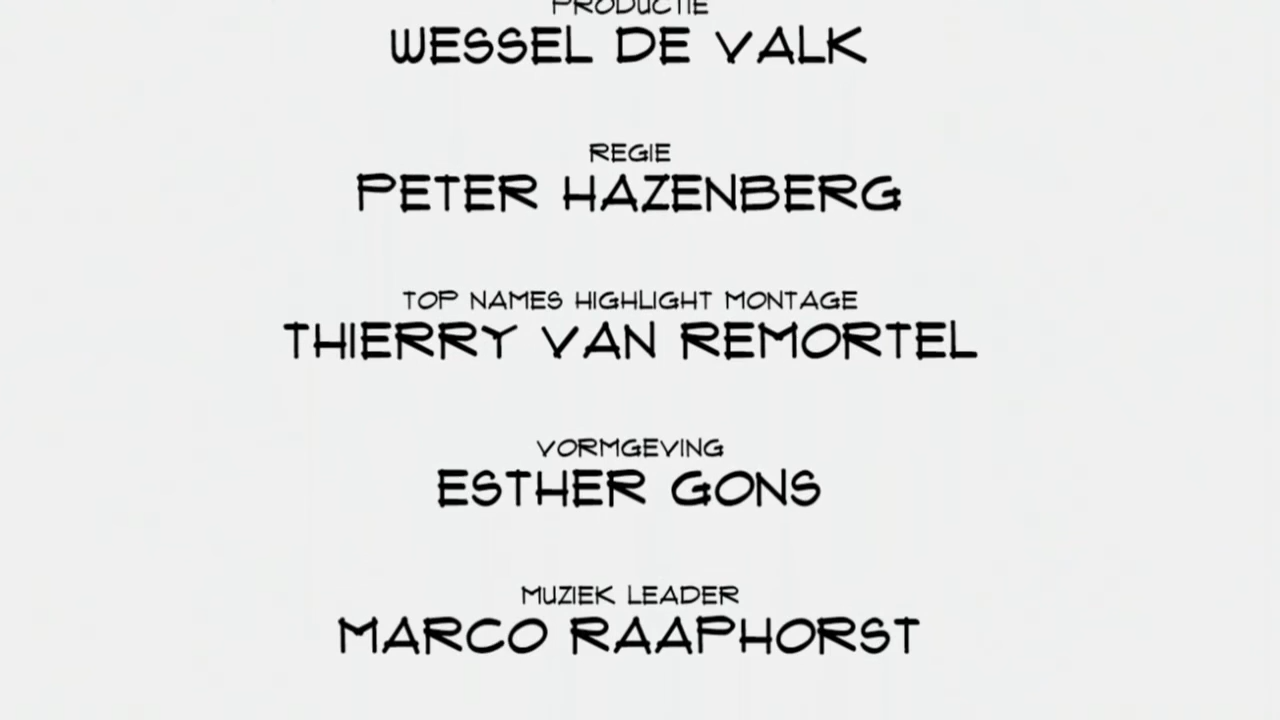 PRODUCTIE
WESSEL DE VALK
REGIE
PETER HAZENBERG
TOP NAMES HIGHLIGHT MONTAGE
THIERRY VAN REMORTEL
VORMGEVING
ESTHER GONS
MUZIEK LEADER
MARCO RAAPHORST